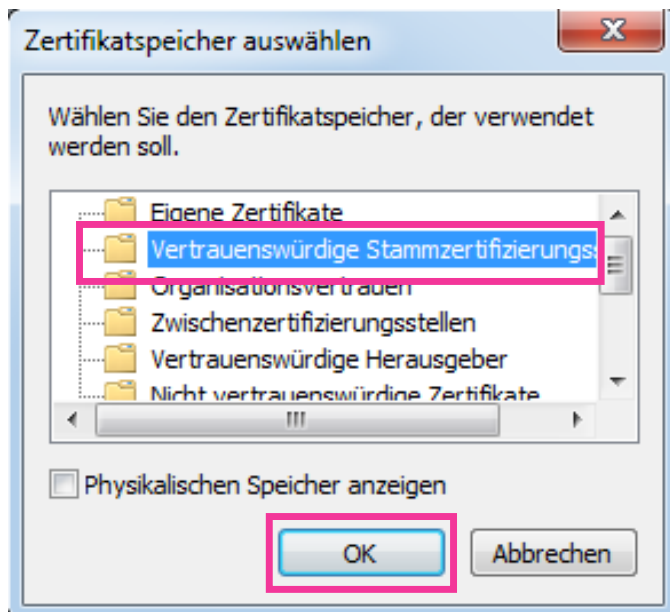 Zertifikatspeicher auswählen
Wählen Sie den Zertifikatspeicher, der verwendet
werden soll.
Eigene Zertifikate
Vertrauenswürdige Stammzertifizierungss
Organisationsvertrauen
Zwischenzertifizierungsstellen
Vertrauenswürdige Herausgeber
Nicht vertrauenswürdige Zertifikate
Physikalischen Speicher anzeigen
OK
Abbrechen